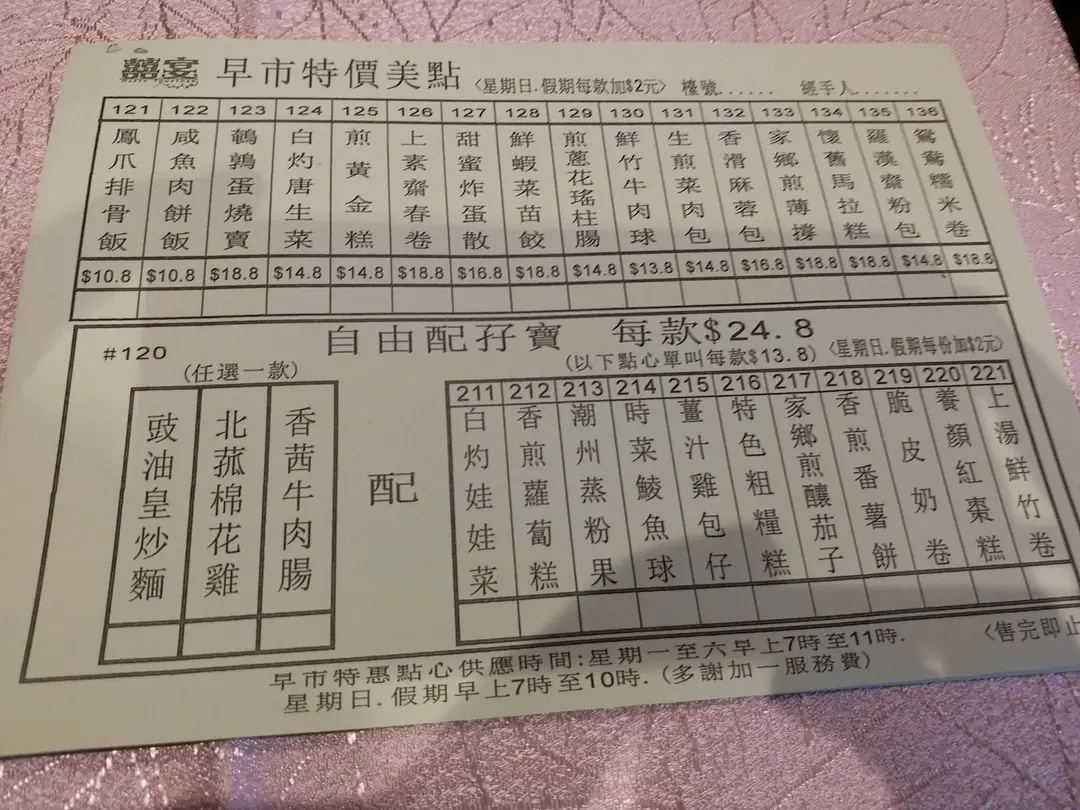 囍宴 早市特價美點 〈星期日.假期每款加$2元〉 檯號...... 經手人.......
121 122 123 124 125 126 127 128 129 130 131 132 133 134 135 136
鳳爪排骨飯
咸魚肉餅飯
鵪鶉蛋燒賣
白灼唐生菜
煎黃金糕
上素齋春卷
甜蜜炸蛋散
鮮蝦菜苗餃
煎蔥花瑤柱腸
鮮竹牛肉球
生煎菜肉包
香滑麻蓉包
家鄉煎薄撐
懷舊馬拉糕
羅漢齋粉包
鴛鴦糯米卷
$10.8 $10.8 $18.8 $14.8 $14.8 $18.8 $16.8 $18.8 $14.8 $13.8 $14.8 $16.8 $18.8 $18.8 $14.8 $18.8
#120
自由配孖寶 每款$24.8
(以下點心單叫每款$13.8) 〈星期日.假期每份加$2元〉
(任選一款)
豉油皇炒麵
北菰棉花雞
香茜牛肉腸
配
211 212 213 214 215 216 217 218 219 220 221
白灼娃娃菜
香煎蘿蔔糕
潮州蒸粉果
時菜鯪魚球
薑汁雞包仔
特色粗糧糕
家鄉煎釀茄子
香煎番薯餅
脆皮奶卷
養顏紅棗糕
上湯鮮竹卷
早市特惠點心供應時間:星期一至六早上7時至11時. 〈售完即止
星期日.假期早上7時至10時. (多謝加一服務費)